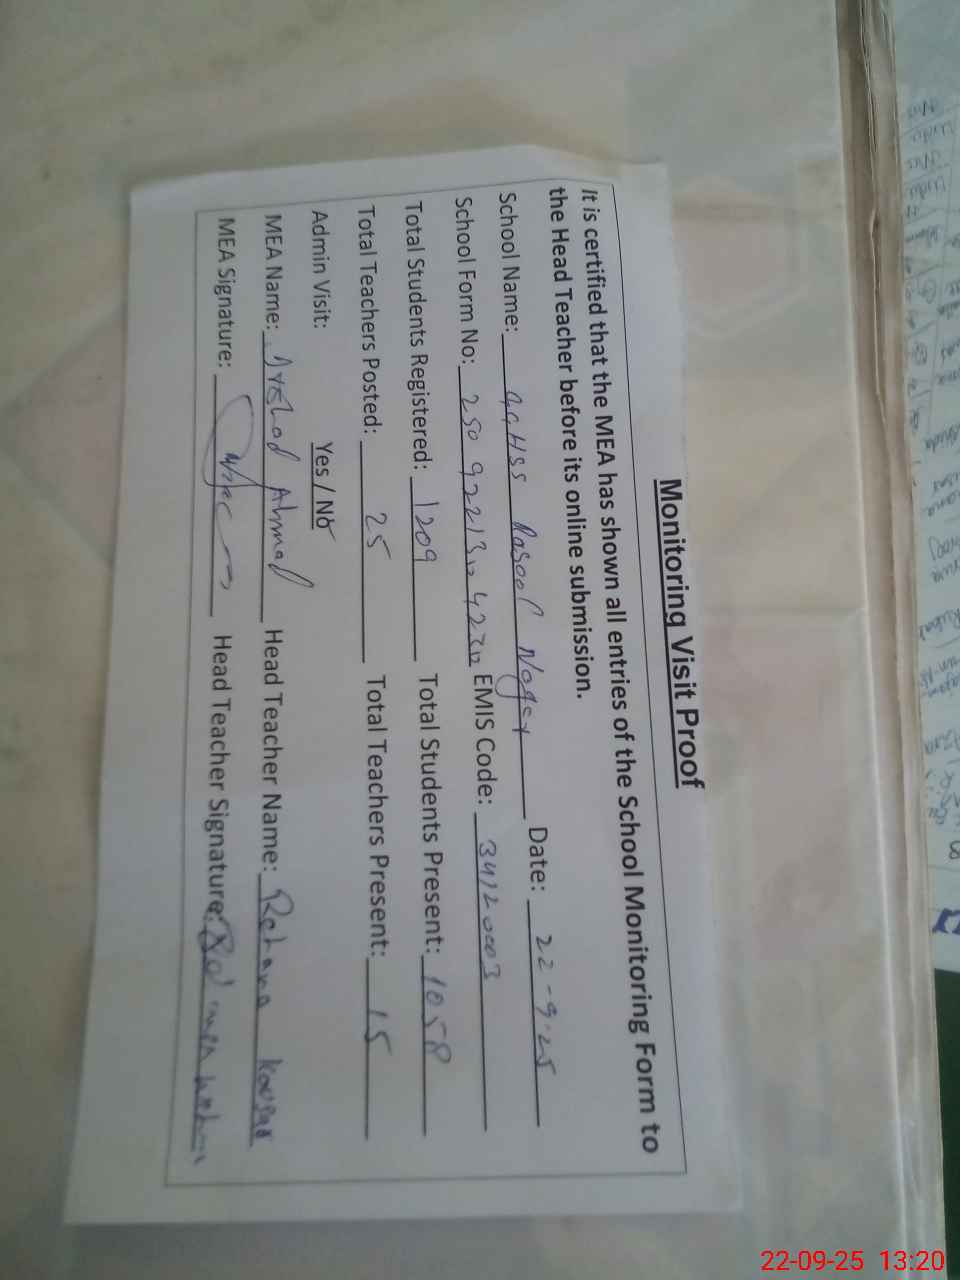 Monitoring Visit Proof
It is certified that the MEA has shown all entries of the School Monitoring Form to
the Head Teacher before its online submission.
School Name: GGHSS Rasool Nager Date: 22-9-25
School Form No: EMIS Code: 34120003
Total Students Registered: 1209 Total Students Present: 1058
Total Teachers Posted: 25 Total Teachers Present: 15
Admin Visit: Yes / No
MEA Name: Arshad Ahmad Head Teacher Name: Rehana Kousar
MEA Signature: Head Teacher Signature:
22-09-25 13:20